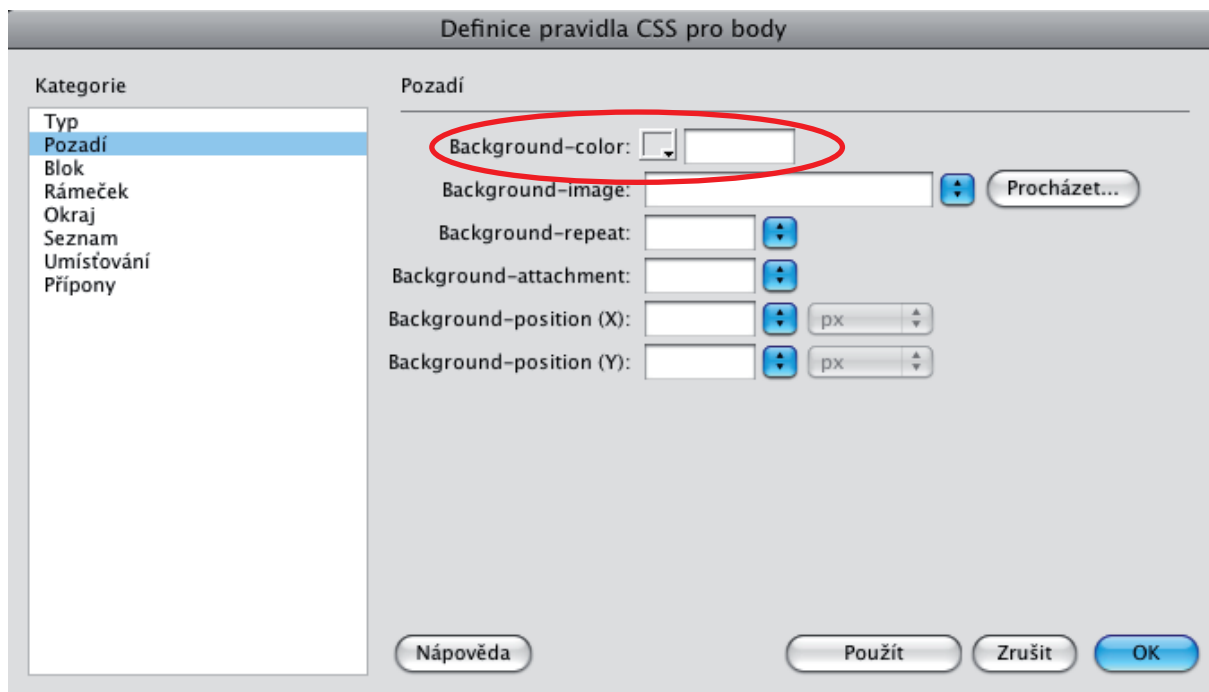 Definice pravidla CSS pro body
Kategorie
Typ
Pozadí
Blok
Rámeček
Okraj
Seznam
Umísťování
Přípony
Pozadí
Background-color:
Background-image:
Procházet...
Background-repeat:
Background-attachment:
Background-position (X):
px
Background-position (Y):
px
Nápověda
Použít
Zrušit
OK